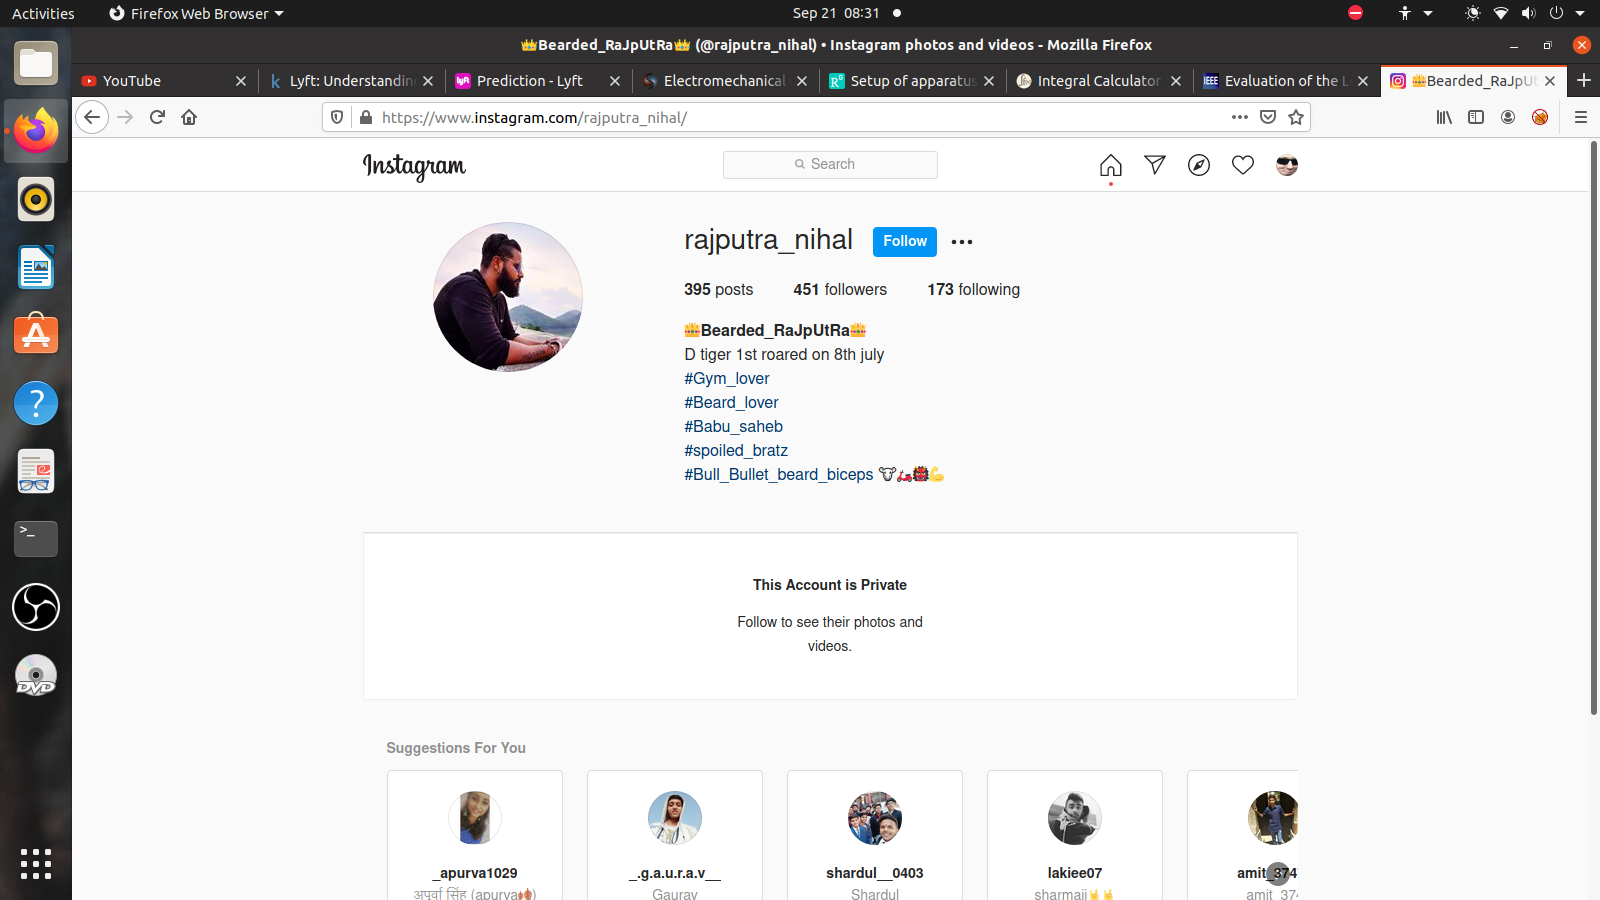 Activities
Firefox Web Browser
Sep 21 08:31
👑Bearded_RaJpUtRa👑 (@rajputra_nihal) • Instagram photos and videos - Mozilla Firefox
YouTube
Lyft: Understandin
Prediction - Lyft
Electromechanical
Setup of apparatus
Integral Calculator
Evaluation of the L
👑Bearded_RaJpUt
https://www.instagram.com/rajputra_nihal/
Instagram
Search
rajputra_nihal
Follow
395 posts
451 followers
173 following
👑Bearded_RaJpUtRa👑
D tiger 1st roared on 8th july
#Gym_lover
#Beard_lover
#Babu_saheb
#spoiled_bratz
#Bull_Bullet_beard_biceps 🐮🛵👹💪
This Account is Private
Follow to see their photos and
videos.
Suggestions For You
_apurva1029
_.g.a.u.r.a.v__
shardul__0403
lakiee07
amit_374
अपूर्वा सिंह (apurva
Gaurav
Shardul
sharmaji🤘🤘
amit_374
DVD